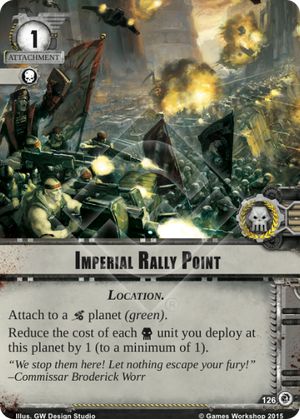 1
ATTACHMENT
IMPERIAL RALLY POINT
LOCATION.
Attach to a planet (green).
Reduce the cost of each unit you deploy at
this planet by 1 (to a minimum of 1).
“We stop them here! Let nothing escape your fury!”
–Commissar Broderick Worr
126
Illus. GW Design Studio
© Games Workshop 2015